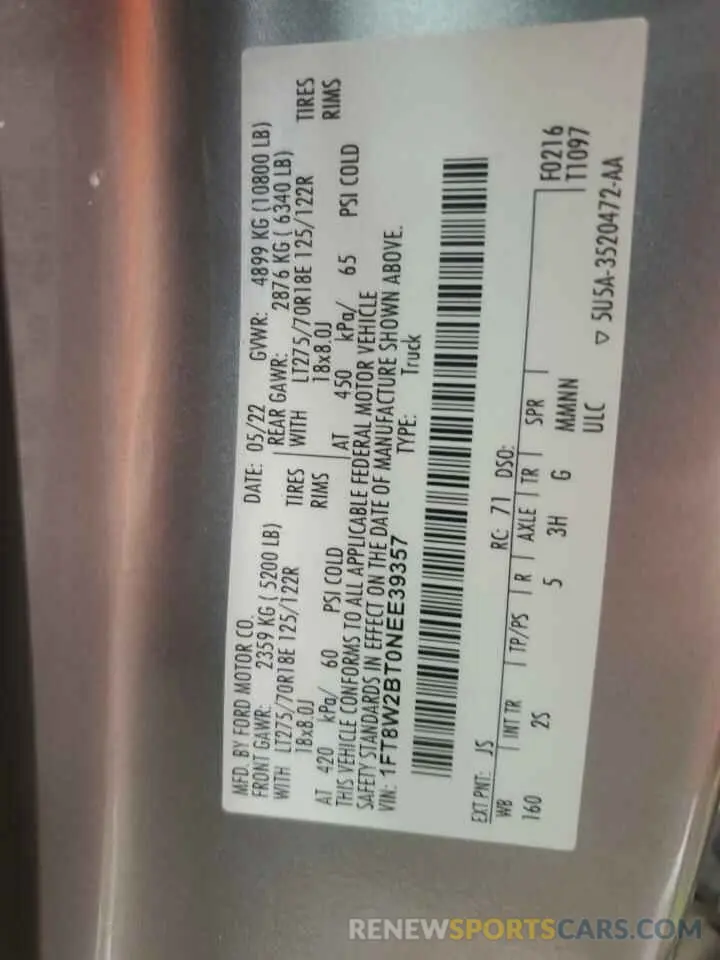 MFD. BY FORD MOTOR CO.
DATE: 05/22 GVWR: 4899 KG (10800 LB)
FRONT GAWR: 2359 KG ( 5200 LB) REAR GAWR: 2876 KG ( 6340 LB)
WITH LT275/70R18E 125/122R TIRES WITH LT275/70R18E 125/122R TIRES
18x8.0J RIMS 18x8.0J RIMS
AT 420 kPa/ 60 PSI COLD AT 450 kPa/ 65 PSI COLD
THIS VEHICLE CONFORMS TO ALL APPLICABLE FEDERAL MOTOR VEHICLE
SAFETY STANDARDS IN EFFECT ON THE DATE OF MANUFACTURE SHOWN ABOVE.
VIN: 1FT8W2BT0NEE39357 TYPE: Truck
EXT PNT: JS RC: 71 DSO: F0216
WB INT TR TP/PS R AXLE TR SPR T1097
160 2S 5 3H G MMNN
ULC ▽ 5U5A-3520472-AA
RENEWSPORTSCARS.COM